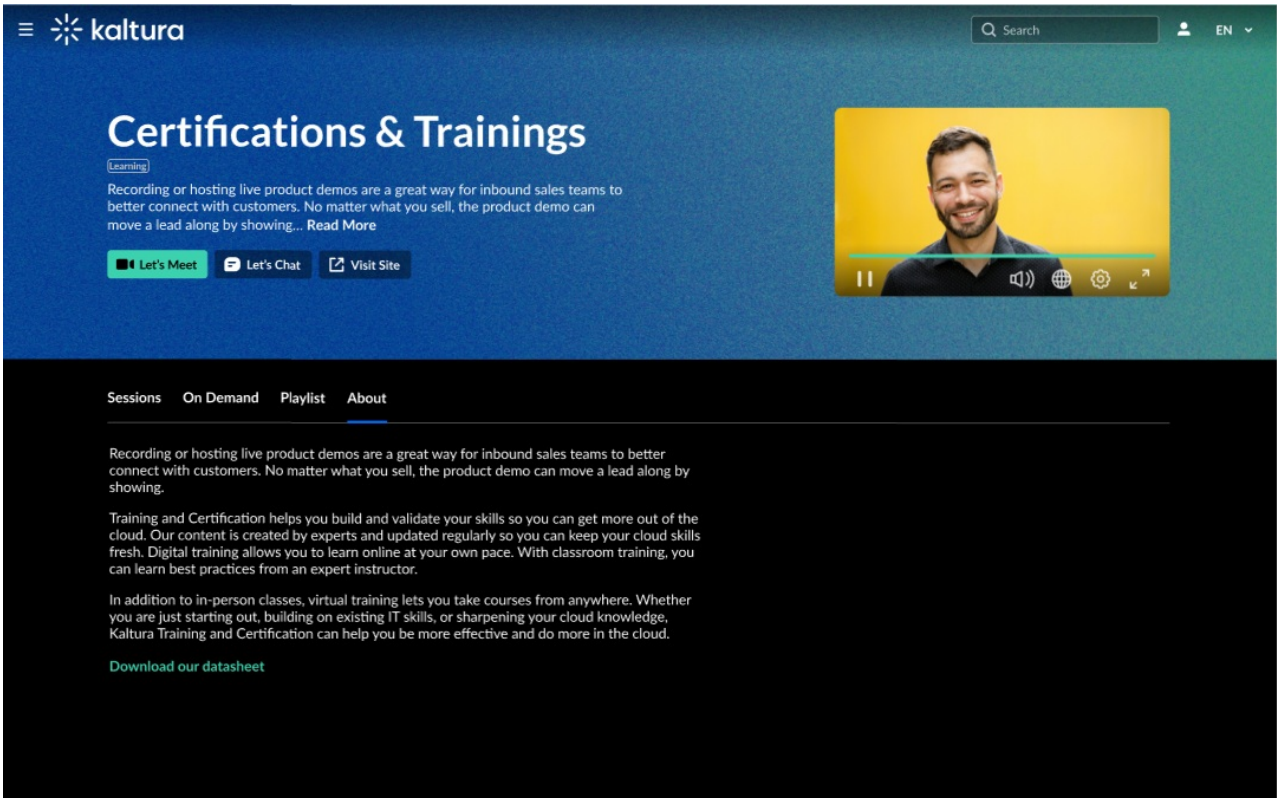 kaltura
Search
EN
Certifications & Trainings
Learning
Recording or hosting live product demos are a great way for inbound sales teams to
better connect with customers. No matter what you sell, the product demo can
move a lead along by showing... Read More
Let's Meet
Let's Chat
Visit Site
Sessions
On Demand
Playlist
About
Recording or hosting live product demos are a great way for inbound sales teams to better
connect with customers. No matter what you sell, the product demo can move a lead along by
showing.
Training and Certification helps you build and validate your skills so you can get more out of the
cloud. Our content is created by experts and updated regularly so you can keep your cloud skills
fresh. Digital training allows you to learn online at your own pace. With classroom training, you
can learn best practices from an expert instructor.
In addition to in-person classes, virtual training lets you take courses from anywhere. Whether
you are just starting out, building on existing IT skills, or sharpening your cloud knowledge,
Kaltura Training and Certification can help you be more effective and do more in the cloud.
Download our datasheet